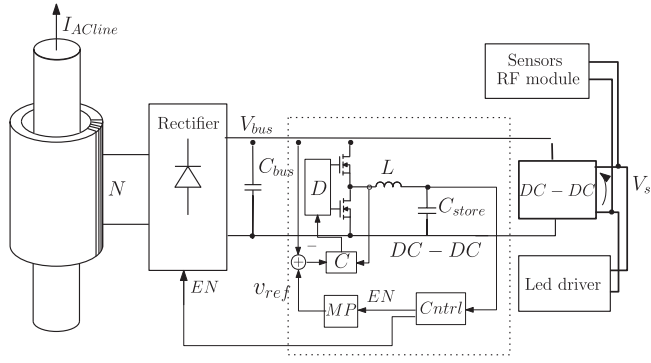 I_{ACline}
Sensors
RF module
Rectifier
V_{bus}
C_{bus}
L
D
N
DC − DC
V_s
C_{store}
−
C
DC − DC
EN
v_{ref}
EN
MP
Cntrl
Led driver